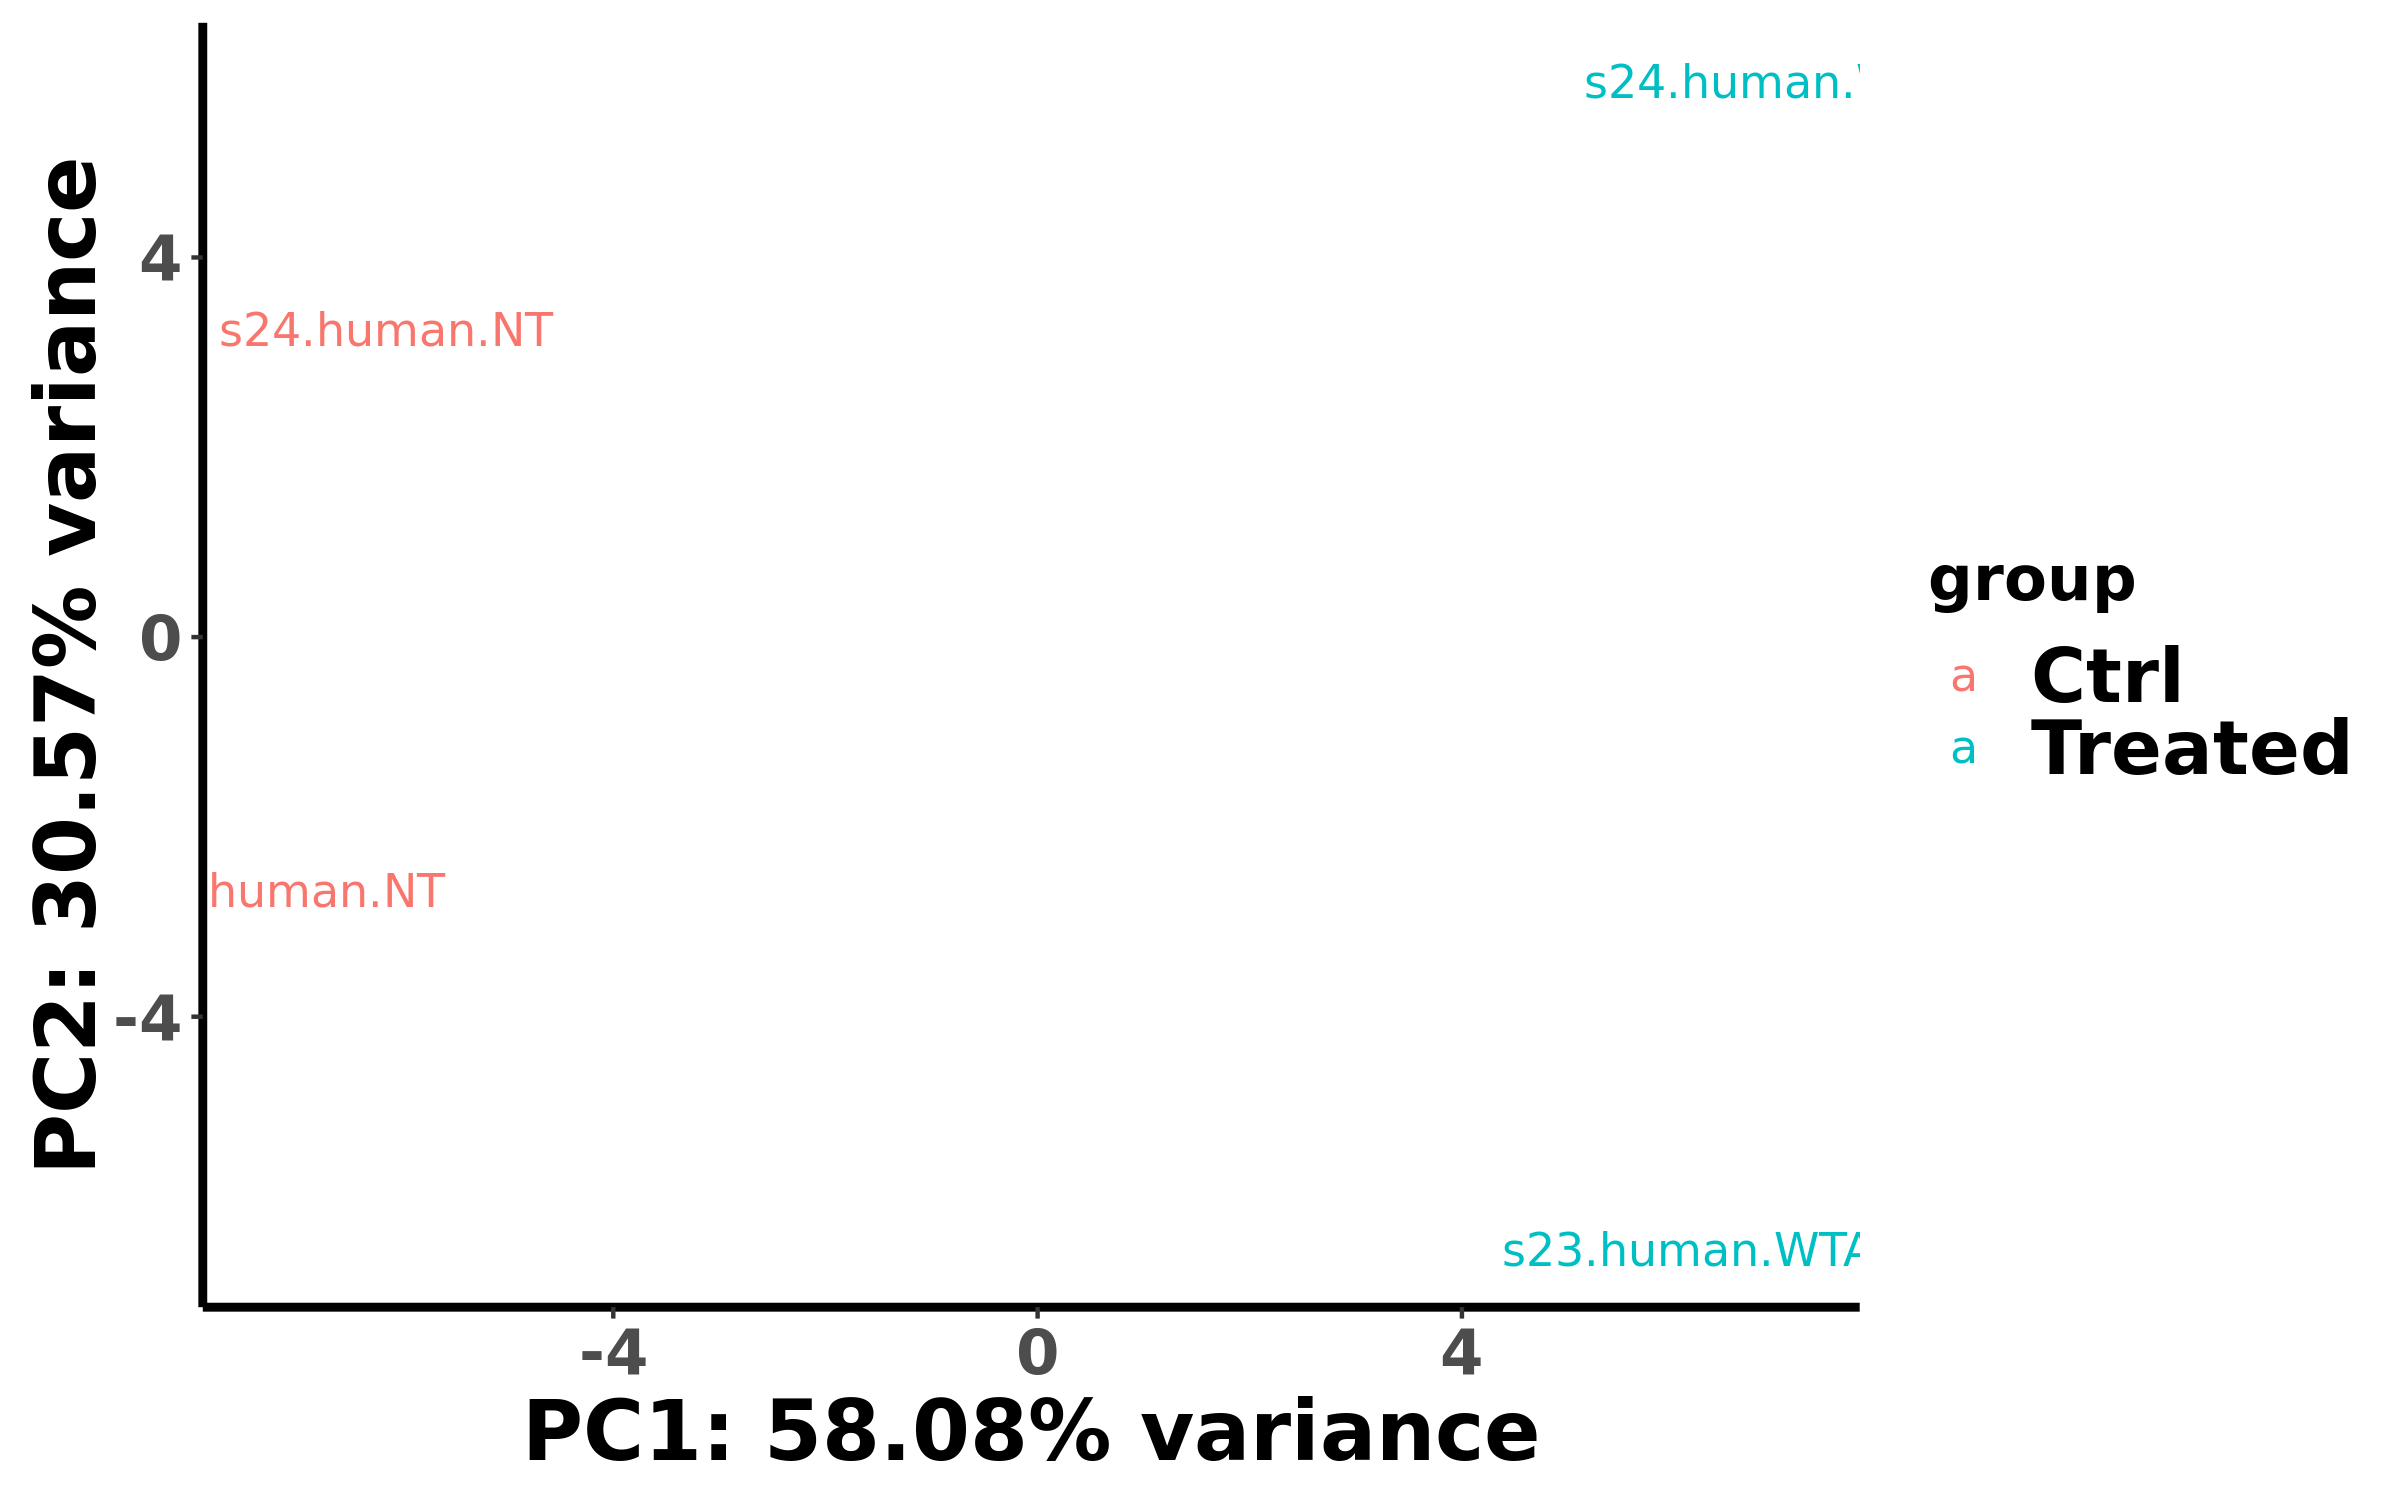 PC2: 30.57% variance
4
0
-4
s24.human.
s24.human.NT
human.NT
s23.human.WTA
-4
0
4
PC1: 58.08% variance
group
a Ctrl
a Treated